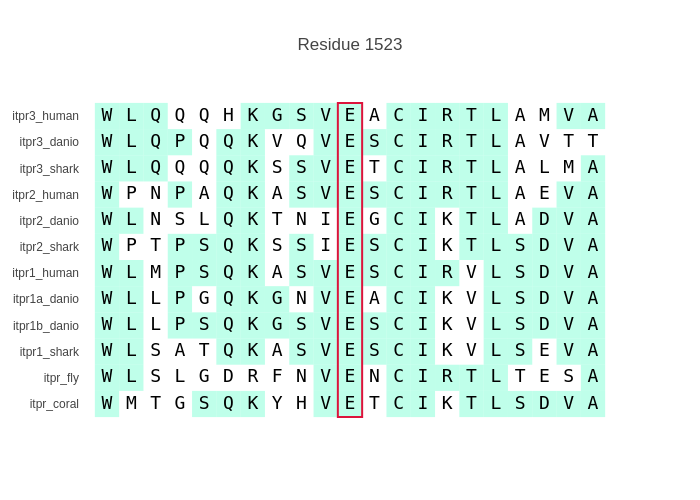 Residue 1523
itpr3_human W L Q Q Q H K G S V E A C I R T L A M V A
itpr3_danio W L Q P Q Q K V Q V E S C I R T L A V T T
itpr3_shark W L Q Q Q Q K S S V E T C I R T L A L M A
itpr2_human W P N P A Q K A S V E S C I R T L A E V A
itpr2_danio W L N S L Q K T N I E G C I K T L A D V A
itpr2_shark W P T P S Q K S S I E S C I K T L S D V A
itpr1_human W L M P S Q K A S V E S C I R V L S D V A
itpr1a_danio W L L P G Q K G N V E A C I K V L S D V A
itpr1b_danio W L L P S Q K G S V E S C I K V L S D V A
itpr1_shark W L S A T Q K A S V E S C I K V L S E V A
itpr_fly W L S L G D R F N V E N C I R T L T E S A
itpr_coral W M T G S Q K Y H V E T C I K T L S D V A